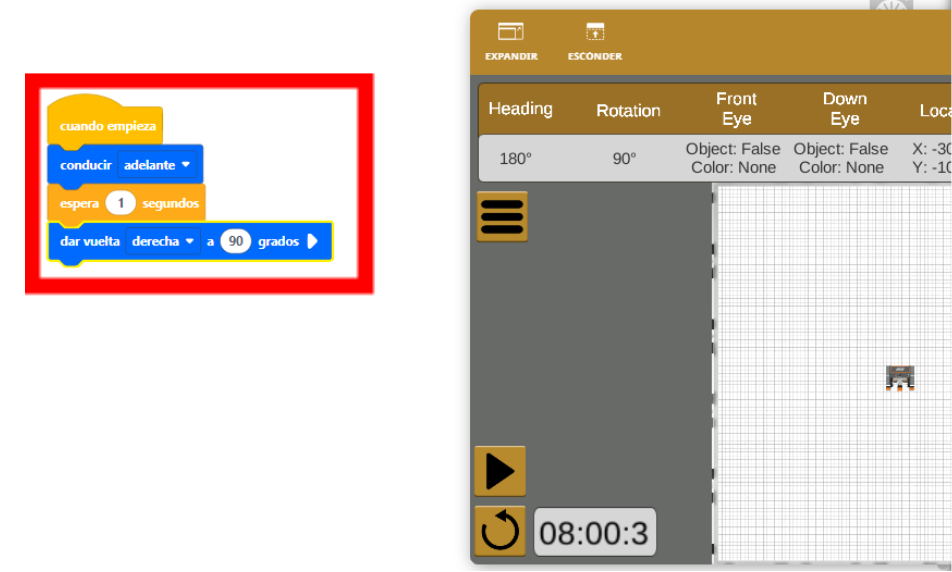 EXPANDIR
ESCONDER
cuando empieza
conducir adelante
espera 1 segundos
dar vuelta derecha a 90 grados
Heading Rotation Front Eye Down Eye
180° 90° Object: False Color: None Object: False Color: None X: -30 Y: -10
08:00:3